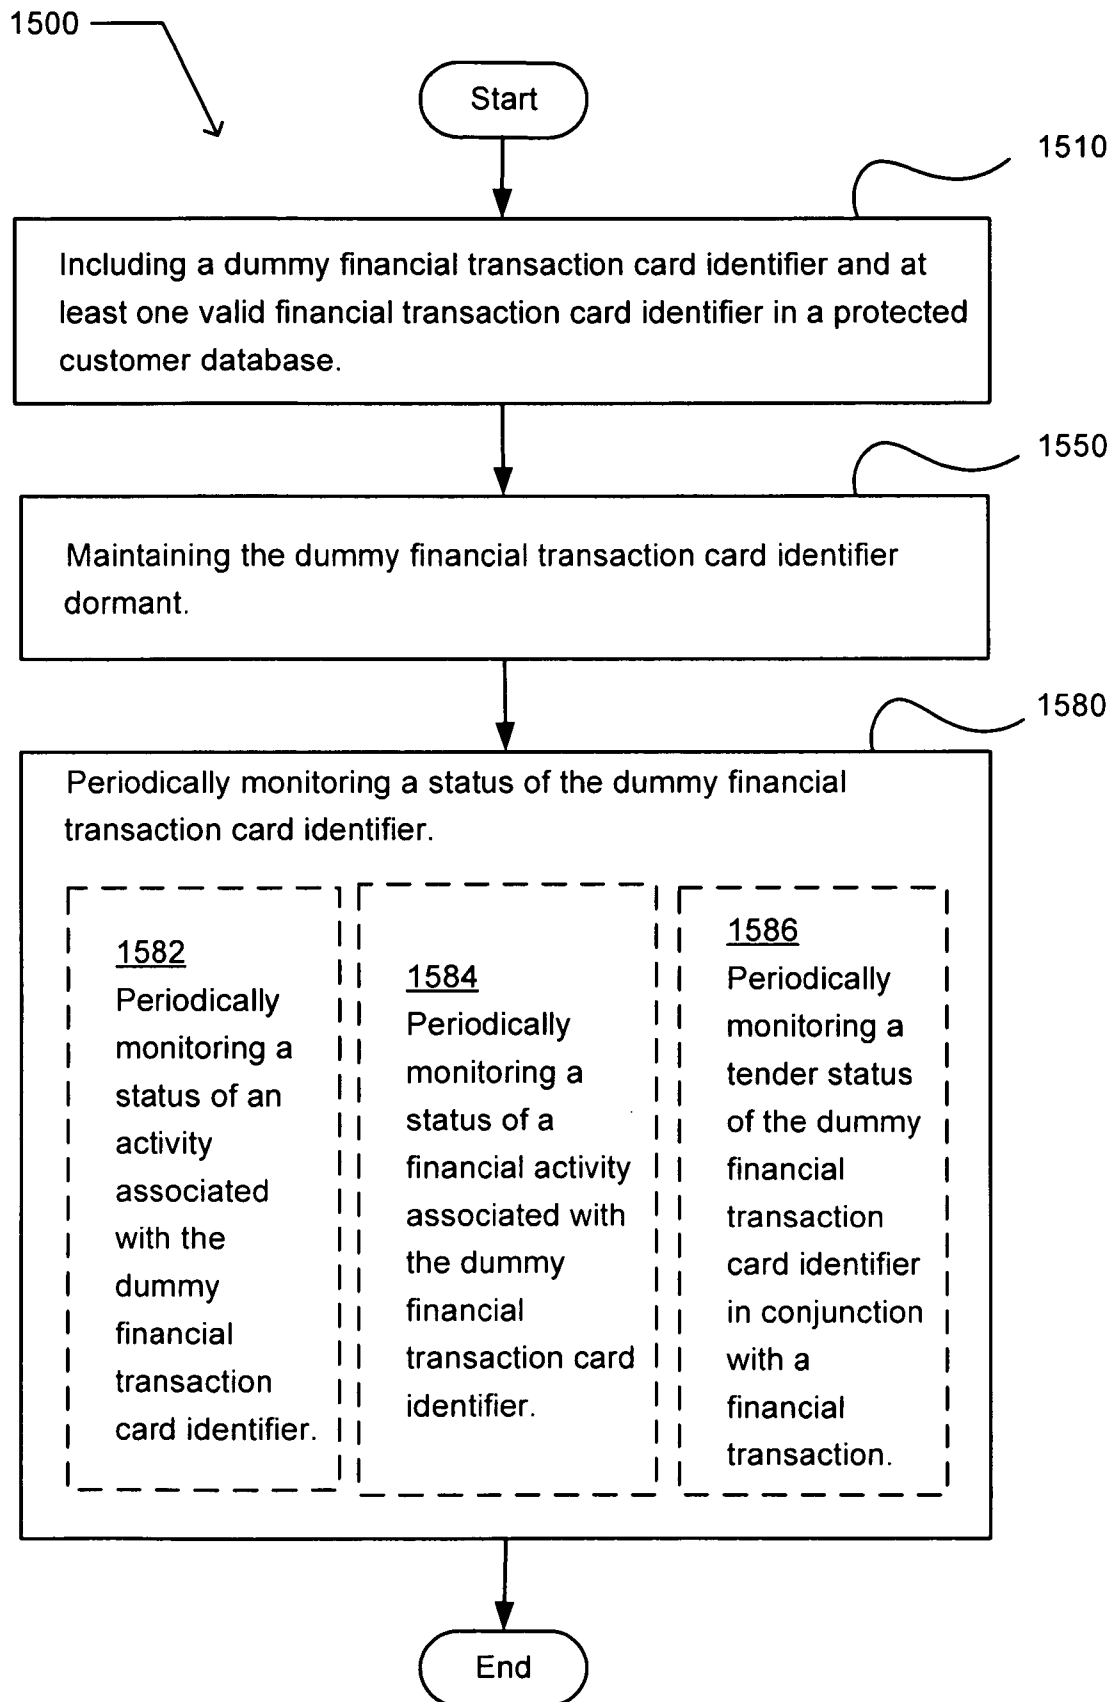 1500
Start
1510
Including a dummy financial transaction card identifier and at
least one valid financial transaction card identifier in a protected
customer database.
1550
Maintaining the dummy financial transaction card identifier
dormant.
1580
Periodically monitoring a status of the dummy financial
transaction card identifier.
1582
Periodically
monitoring a
status of an
activity
associated
with the
dummy
financial
transaction
card identifier.
1584
Periodically
monitoring a
status of a
financial activity
associated with
the dummy
financial
transaction card
identifier.
1586
Periodically
monitoring a
tender status
of the dummy
financial
transaction
card identifier
in conjunction
with a
financial
transaction.
End